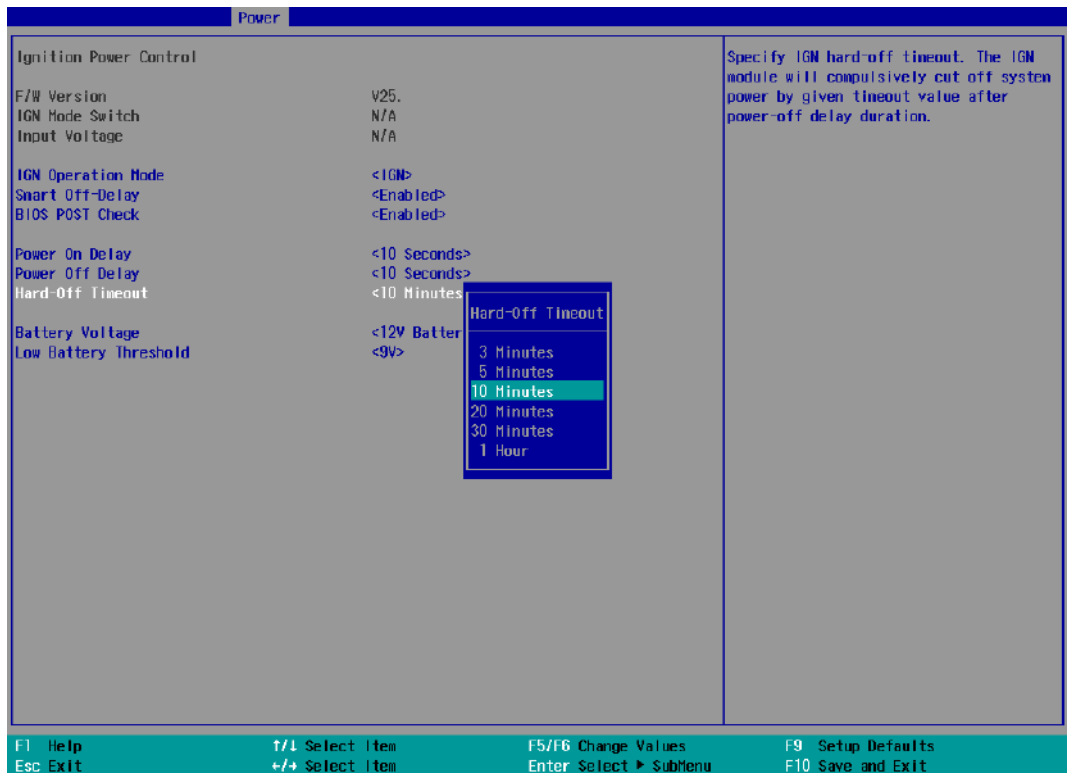 Power
Ignition Power Control
F/W Version V25.
IGN Mode Switch N/A
Input Voltage N/A
IGN Operation Mode <IGN>
Smart Off-Delay <Enabled>
BIOS POST Check <Enabled>
Power On Delay <10 Seconds>
Power Off Delay <10 Seconds>
Hard-Off Timeout <10 Minutes
Battery Voltage <12V Batter
Low Battery Threshold <9V>
Hard-Off Timeout
3 Minutes
5 Minutes
10 Minutes
20 Minutes
30 Minutes
1 Hour
Specify IGN hard-off timeout. The IGN
module will compulsively cut off system
power by given timeout value after
power-off delay duration.
F1 Help ↑/↓ Select Item F5/F6 Change Values F9 Setup Defaults
Esc Exit ←/→ Select Item Enter Select ▶ SubMenu F10 Save and Exit